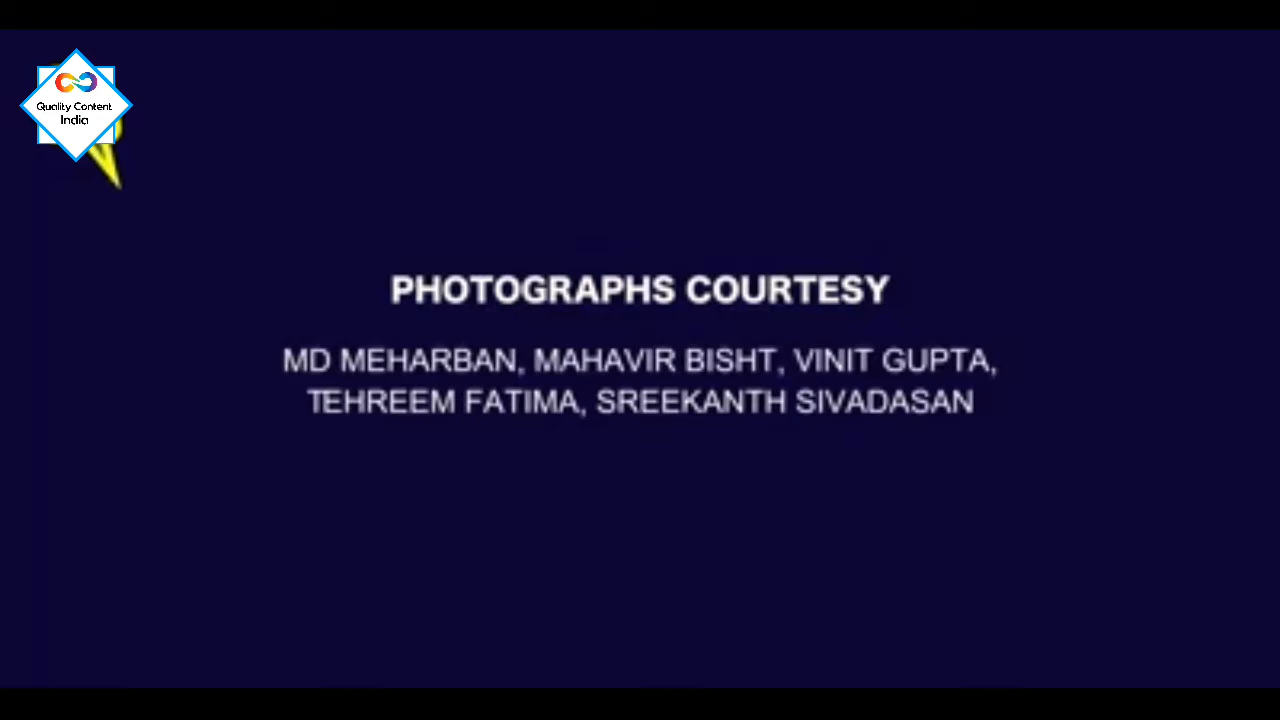 Quality Content
India
PHOTOGRAPHS COURTESY
MD MEHARBAN, MAHAVIR BISHT, VINIT GUPTA,
TEHREEM FATIMA, SREEKANTH SIVADASAN